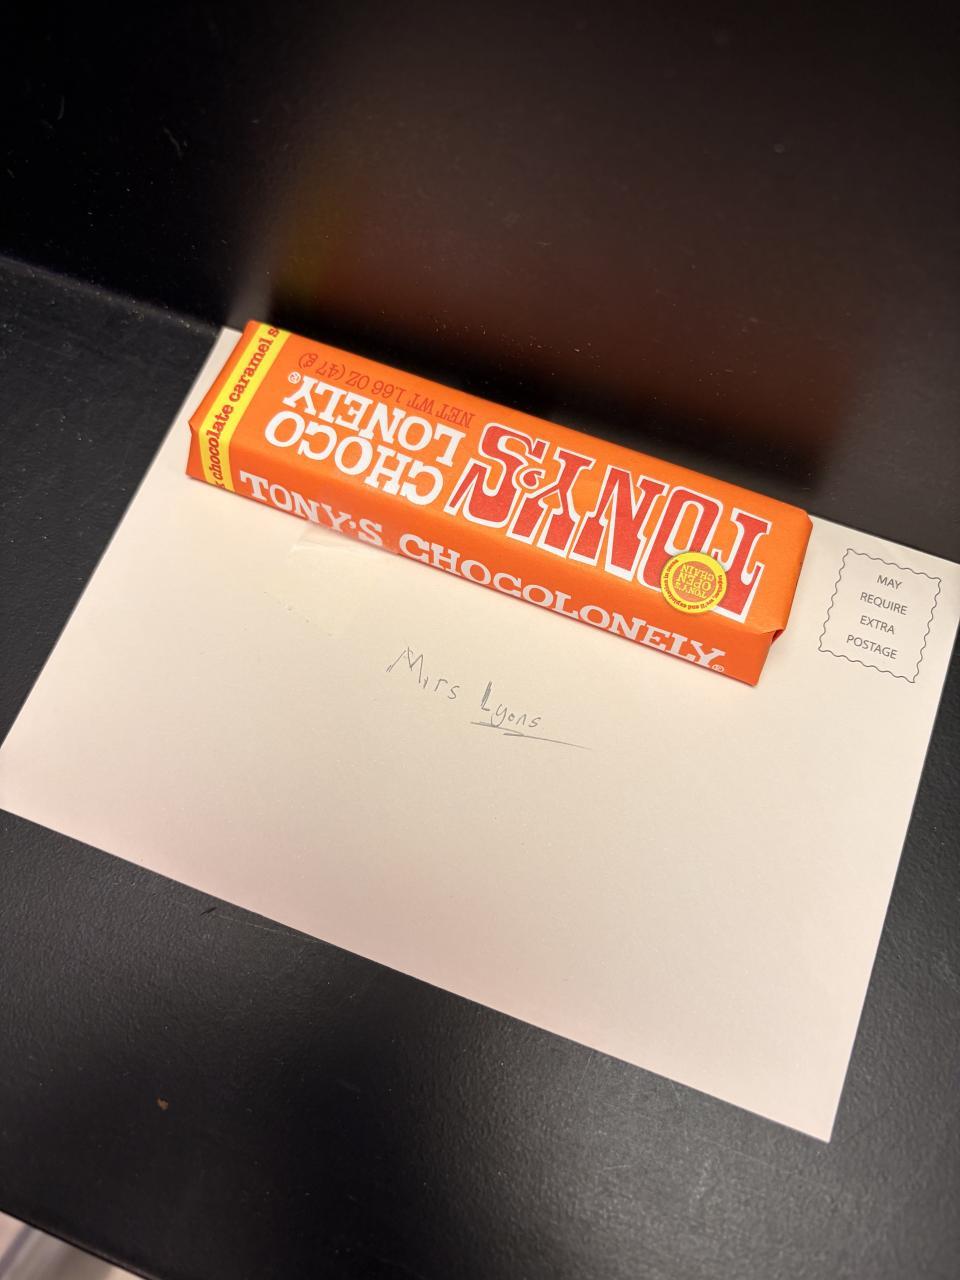 chocolate caramel s
NET WT 1.66 OZ (47 g)
TONY'S
CHOCO
LONELY®
TONY'S
OPEN
CHAIN
TONY'S CHOCOLONELY®
MAY
REQUIRE
EXTRA
POSTAGE
Mrs Lyons